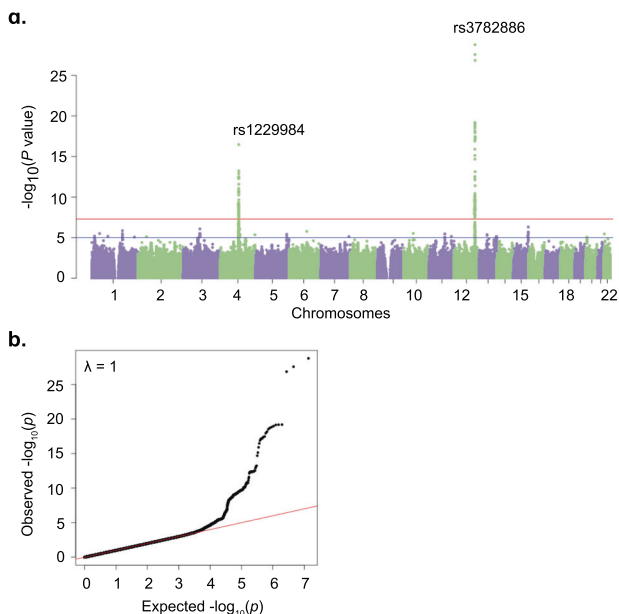 a.
rs3782886
rs1229984
-log10(P value)
25
20
15
10
5
0
1 2 3 4 5 6 7 8 10 12 15 18 22
Chromosomes
b.
λ = 1
Observed -log10(p)
25
20
15
10
5
0
0 1 2 3 4 5 6 7
Expected -log10(p)